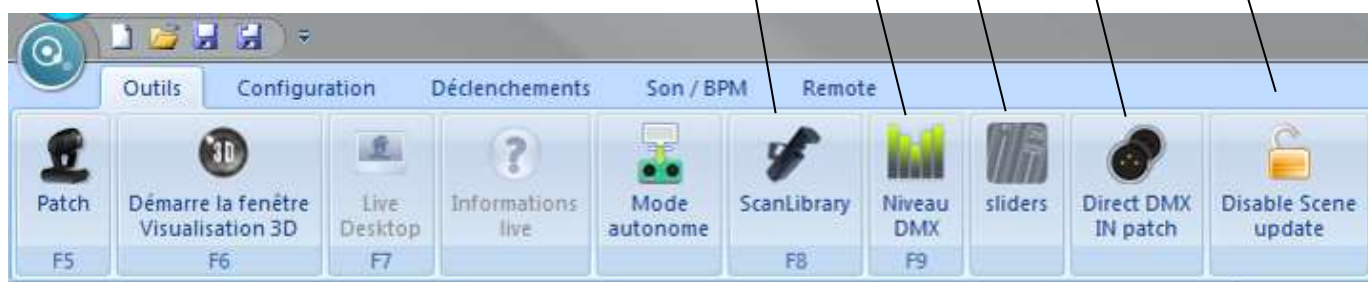 Outils Configuration Déclenchements Son / BPM Remote
3D
Patch Démarre la fenêtre Live Informations Mode ScanLibrary Niveau sliders Direct DMX Disable Scene
Visualisation 3D Desktop live autonome DMX IN patch update
F5 F6 F7 F8 F9